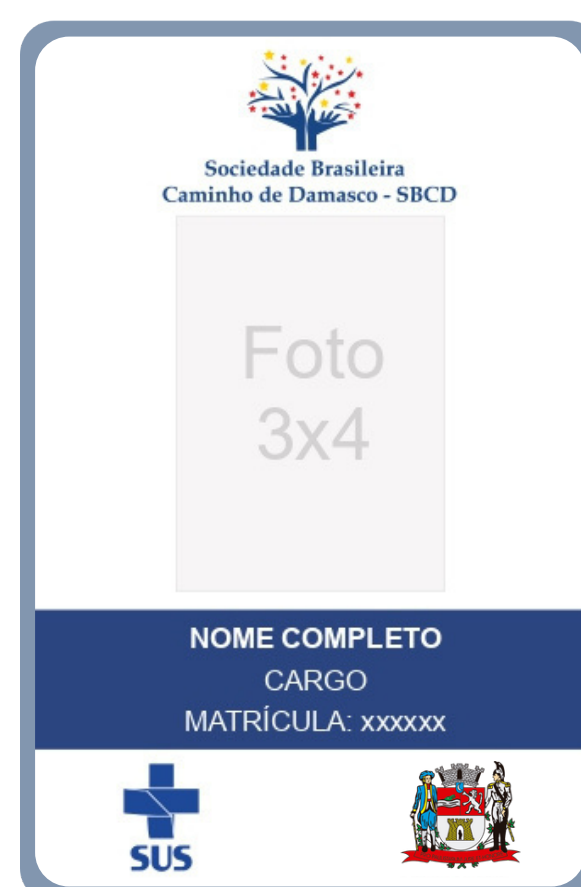 Sociedade Brasileira
Caminho de Damasco - SBCD
Foto
3x4
NOME COMPLETO
CARGO
MATRÍCULA: xxxxxx
SUS